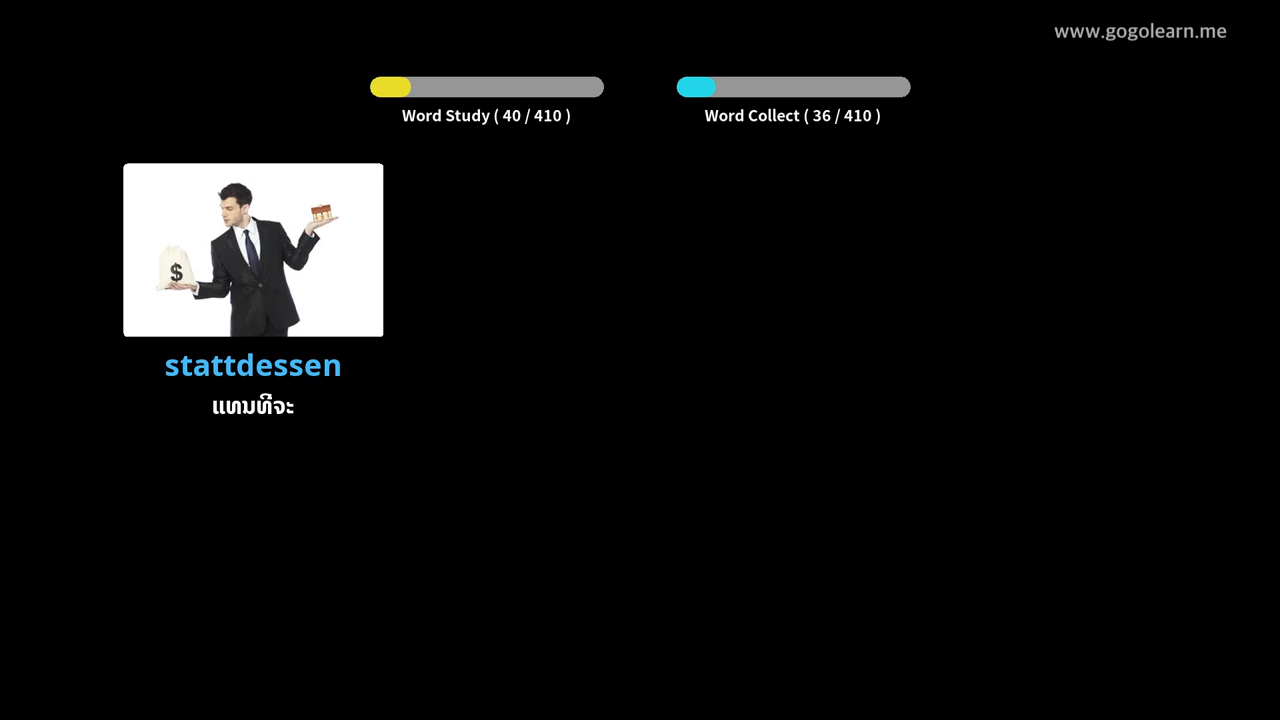 www.gogolearn.me
Word Study ( 40 / 410 )
Word Collect ( 36 / 410 )
$
stattdessen
ແທນທີ່ຈະ